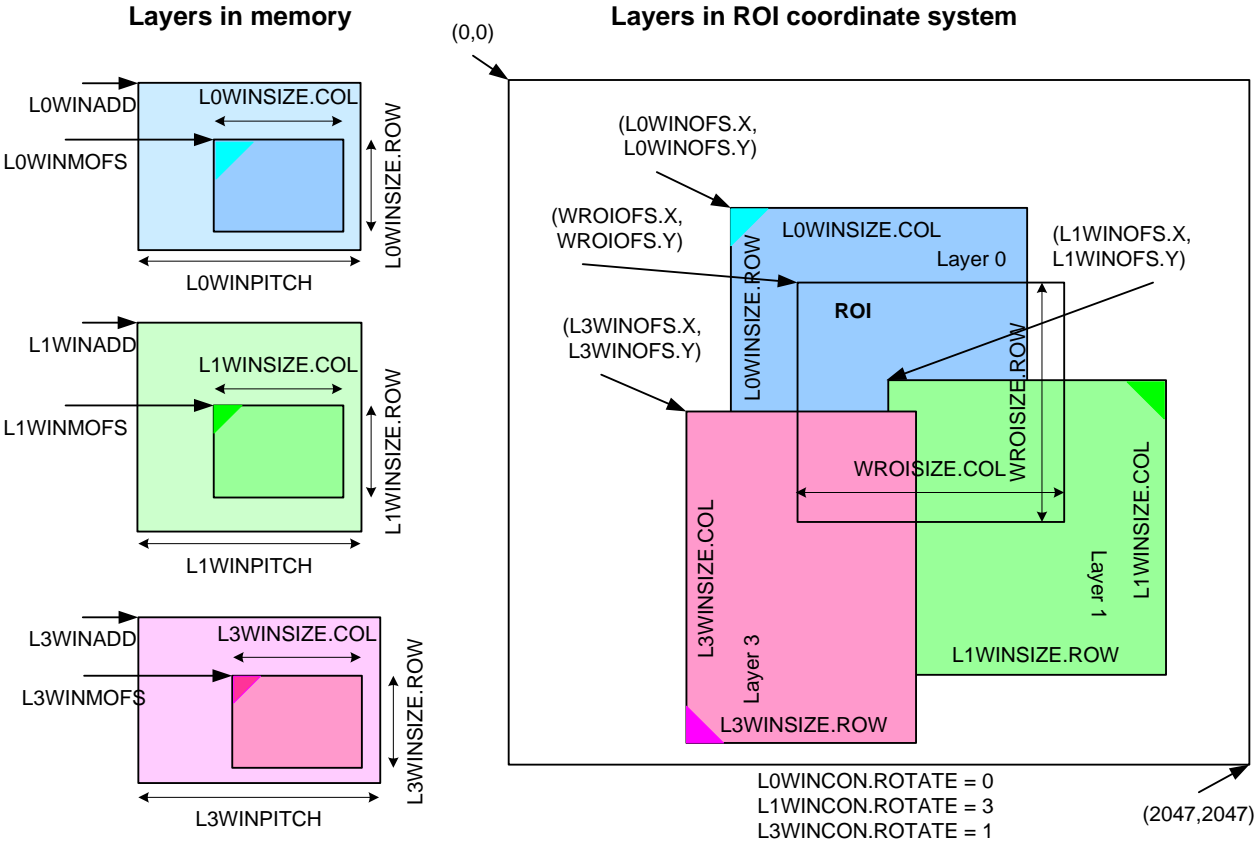 Layers in memory
Layers in ROI coordinate system
(0,0)
L0WINADD
L0WINSIZE.COL
L0WINMOFS
L0WINSIZE.ROW
L0WINPITCH
L1WINADD
L1WINSIZE.COL
L1WINMOFS
L1WINSIZE.ROW
L1WINPITCH
L3WINADD
L3WINSIZE.COL
L3WINMOFS
L3WINSIZE.ROW
L3WINPITCH
(L0WINOFS.X,
L0WINOFS.Y)
(WROIOFS.X,
WROIOFS.Y)
L0WINSIZE.COL
L0WINSIZE.ROW
Layer 0
(L1WINOFS.X,
L1WINOFS.Y)
ROI
(L3WINOFS.X,
L3WINOFS.Y)
WROISIZE.ROW
WROISIZE.COL
L1WINSIZE.COL
Layer 1
L1WINSIZE.ROW
L3WINSIZE.COL
Layer 3
L3WINSIZE.ROW
L0WINCON.ROTATE = 0
L1WINCON.ROTATE = 3
L3WINCON.ROTATE = 1
(2047,2047)